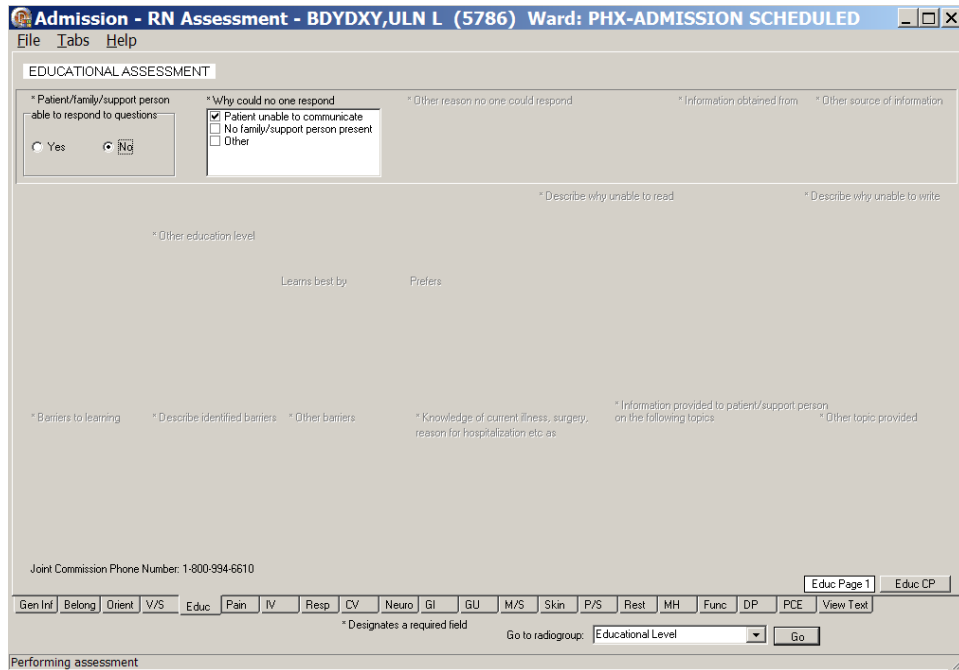 Admission - RN Assessment - BDYDXY,ULN L (5786) Ward: PHX-ADMISSION SCHEDULED
File Tabs Help
EDUCATIONAL ASSESSMENT
* Patient/family/support person
able to respond to questions
Yes No
* Why could no one respond
Patient unable to communicate
No family/support person present
Other
* Other reason no one could respond
* Information obtained from
* Other source of information
* Describe why unable to read
* Describe why unable to write
* Other education level
Learns best by
Prefers
* Barriers to learning
* Describe identified barriers
* Other barriers
* Knowledge of current illness, surgery,
reason for hospitalization etc as
* Information provided to patient/support person
on the following topics
* Other topic provided
Joint Commission Phone Number: 1-800-994-6610
Educ Page 1 Educ CP
Gen Inf Belong Orient V/S Educ Pain IV Resp CV Neuro GI GU M/S Skin P/S Rest MH Func DP PCE View Text
* Designates a required field
Go to radiogroup: Educational Level Go
Performing assessment